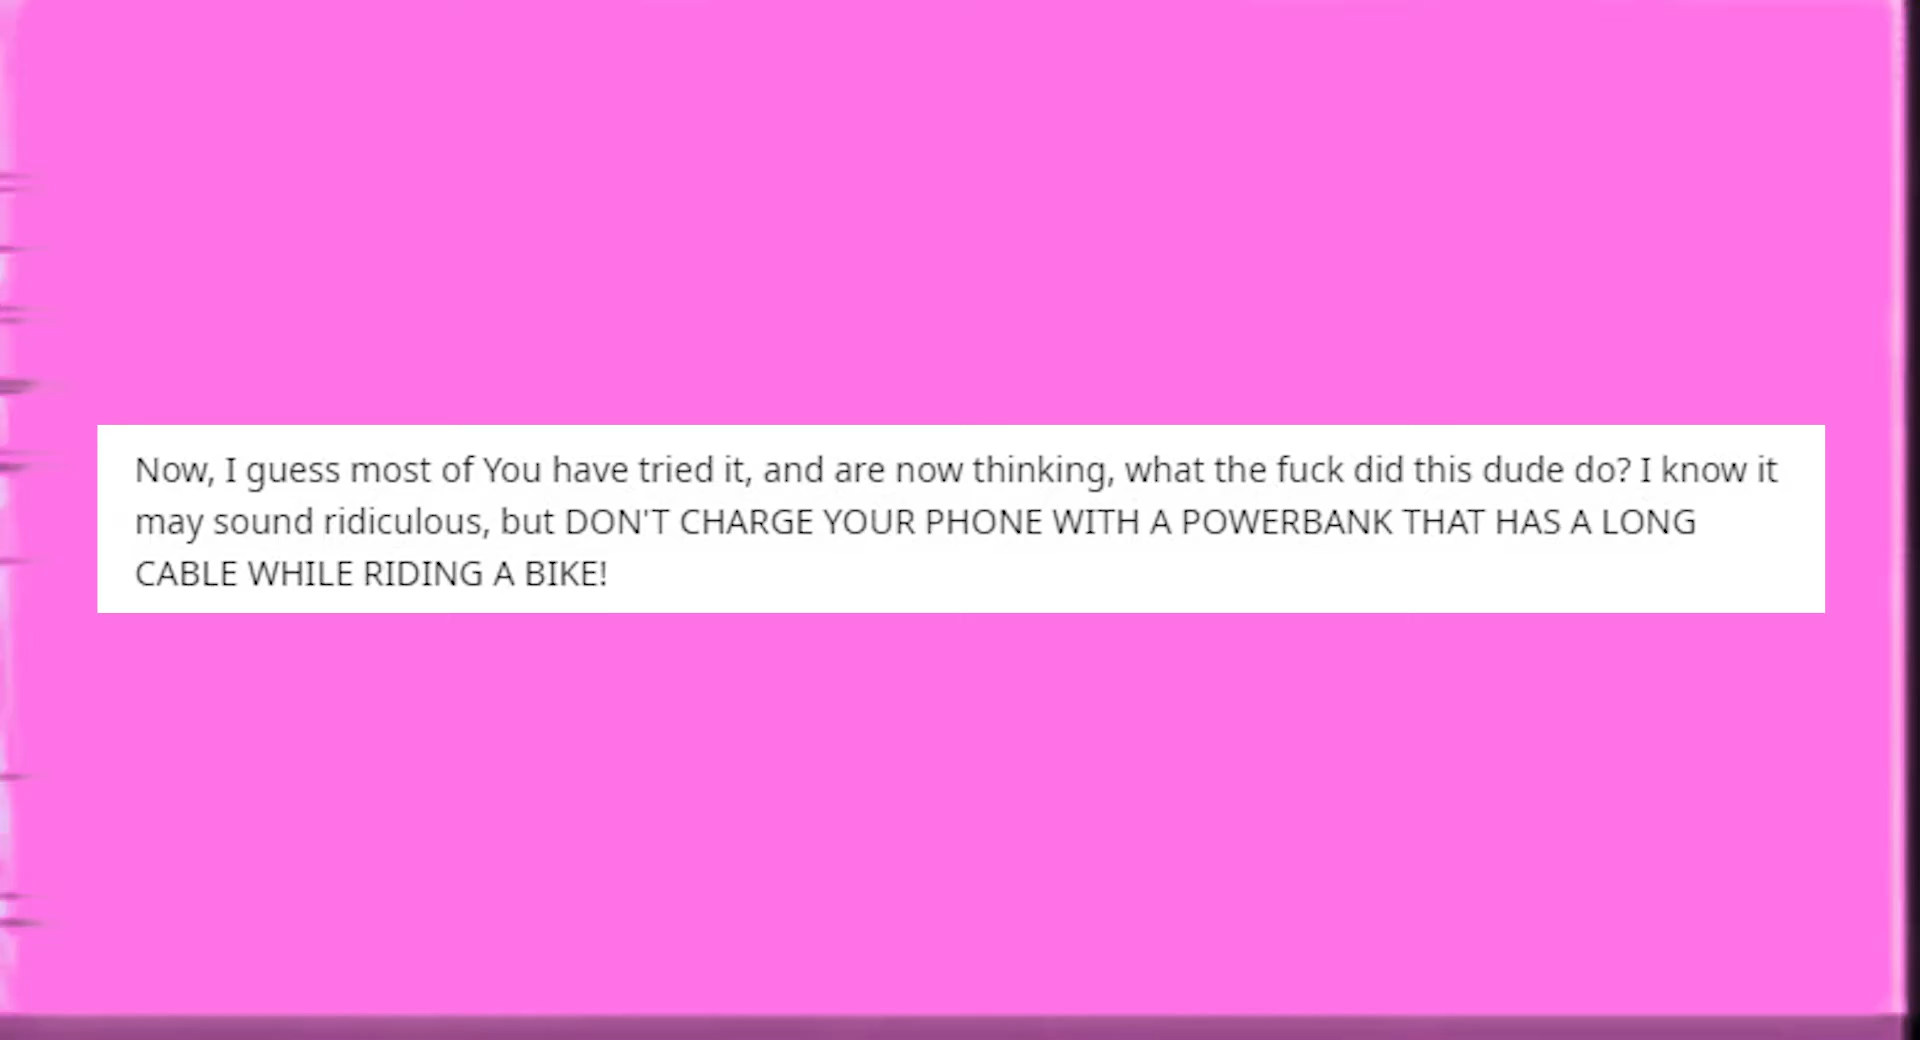 Now, I guess most of You have tried it, and are now thinking, what the fuck did this dude do? I know it
may sound ridiculous, but DON'T CHARGE YOUR PHONE WITH A POWERBANK THAT HAS A LONG
CABLE WHILE RIDING A BIKE!